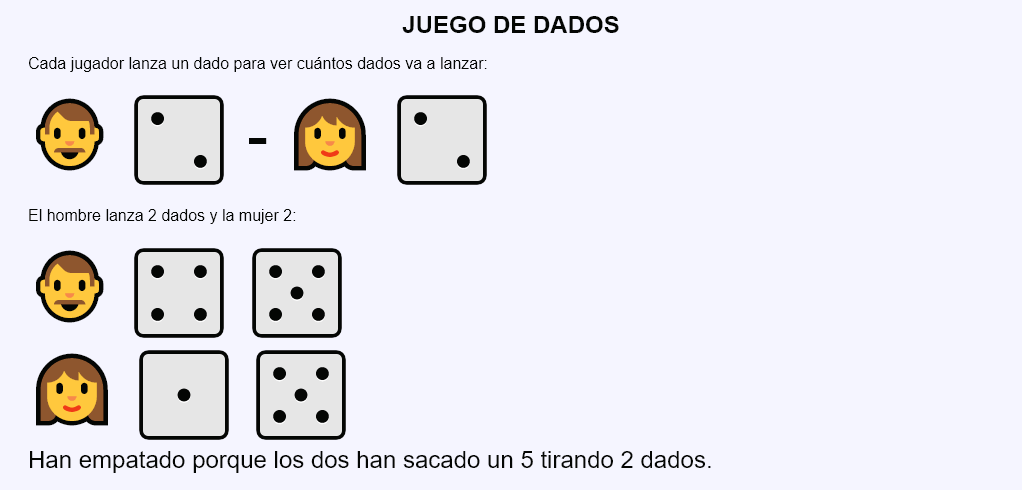 JUEGO DE DADOS
Cada jugador lanza un dado para ver cuántos dados va a lanzar:
-
El hombre lanza 2 dados y la mujer 2:
Han empatado porque los dos han sacado un 5 tirando 2 dados.